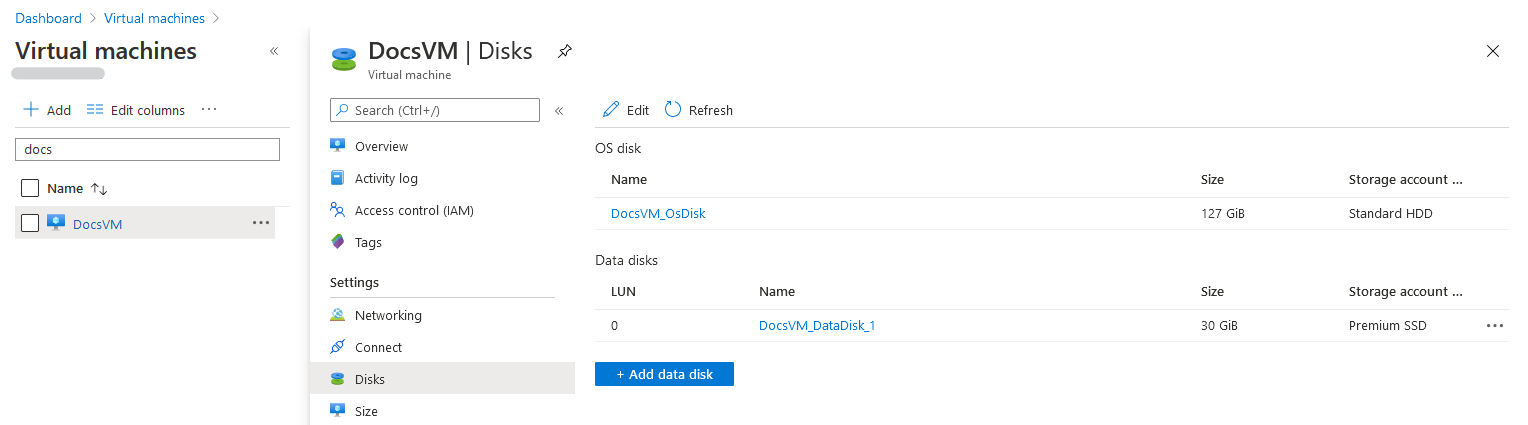 Dashboard > Virtual machines >
Virtual machines «
DocsVM | Disks
Virtual machine
+ Add Edit columns ...
docs
Name ↑↓
DocsVM ...
Search (Ctrl+/) «
Overview
Activity log
Access control (IAM)
Tags
Settings
Networking
Connect
Disks
Size
Edit Refresh
OS disk
Name Size Storage account ...
DocsVM_OsDisk 127 GiB Standard HDD
Data disks
LUN Name Size Storage account ...
0 DocsVM_DataDisk_1 30 GiB Premium SSD ...
+ Add data disk